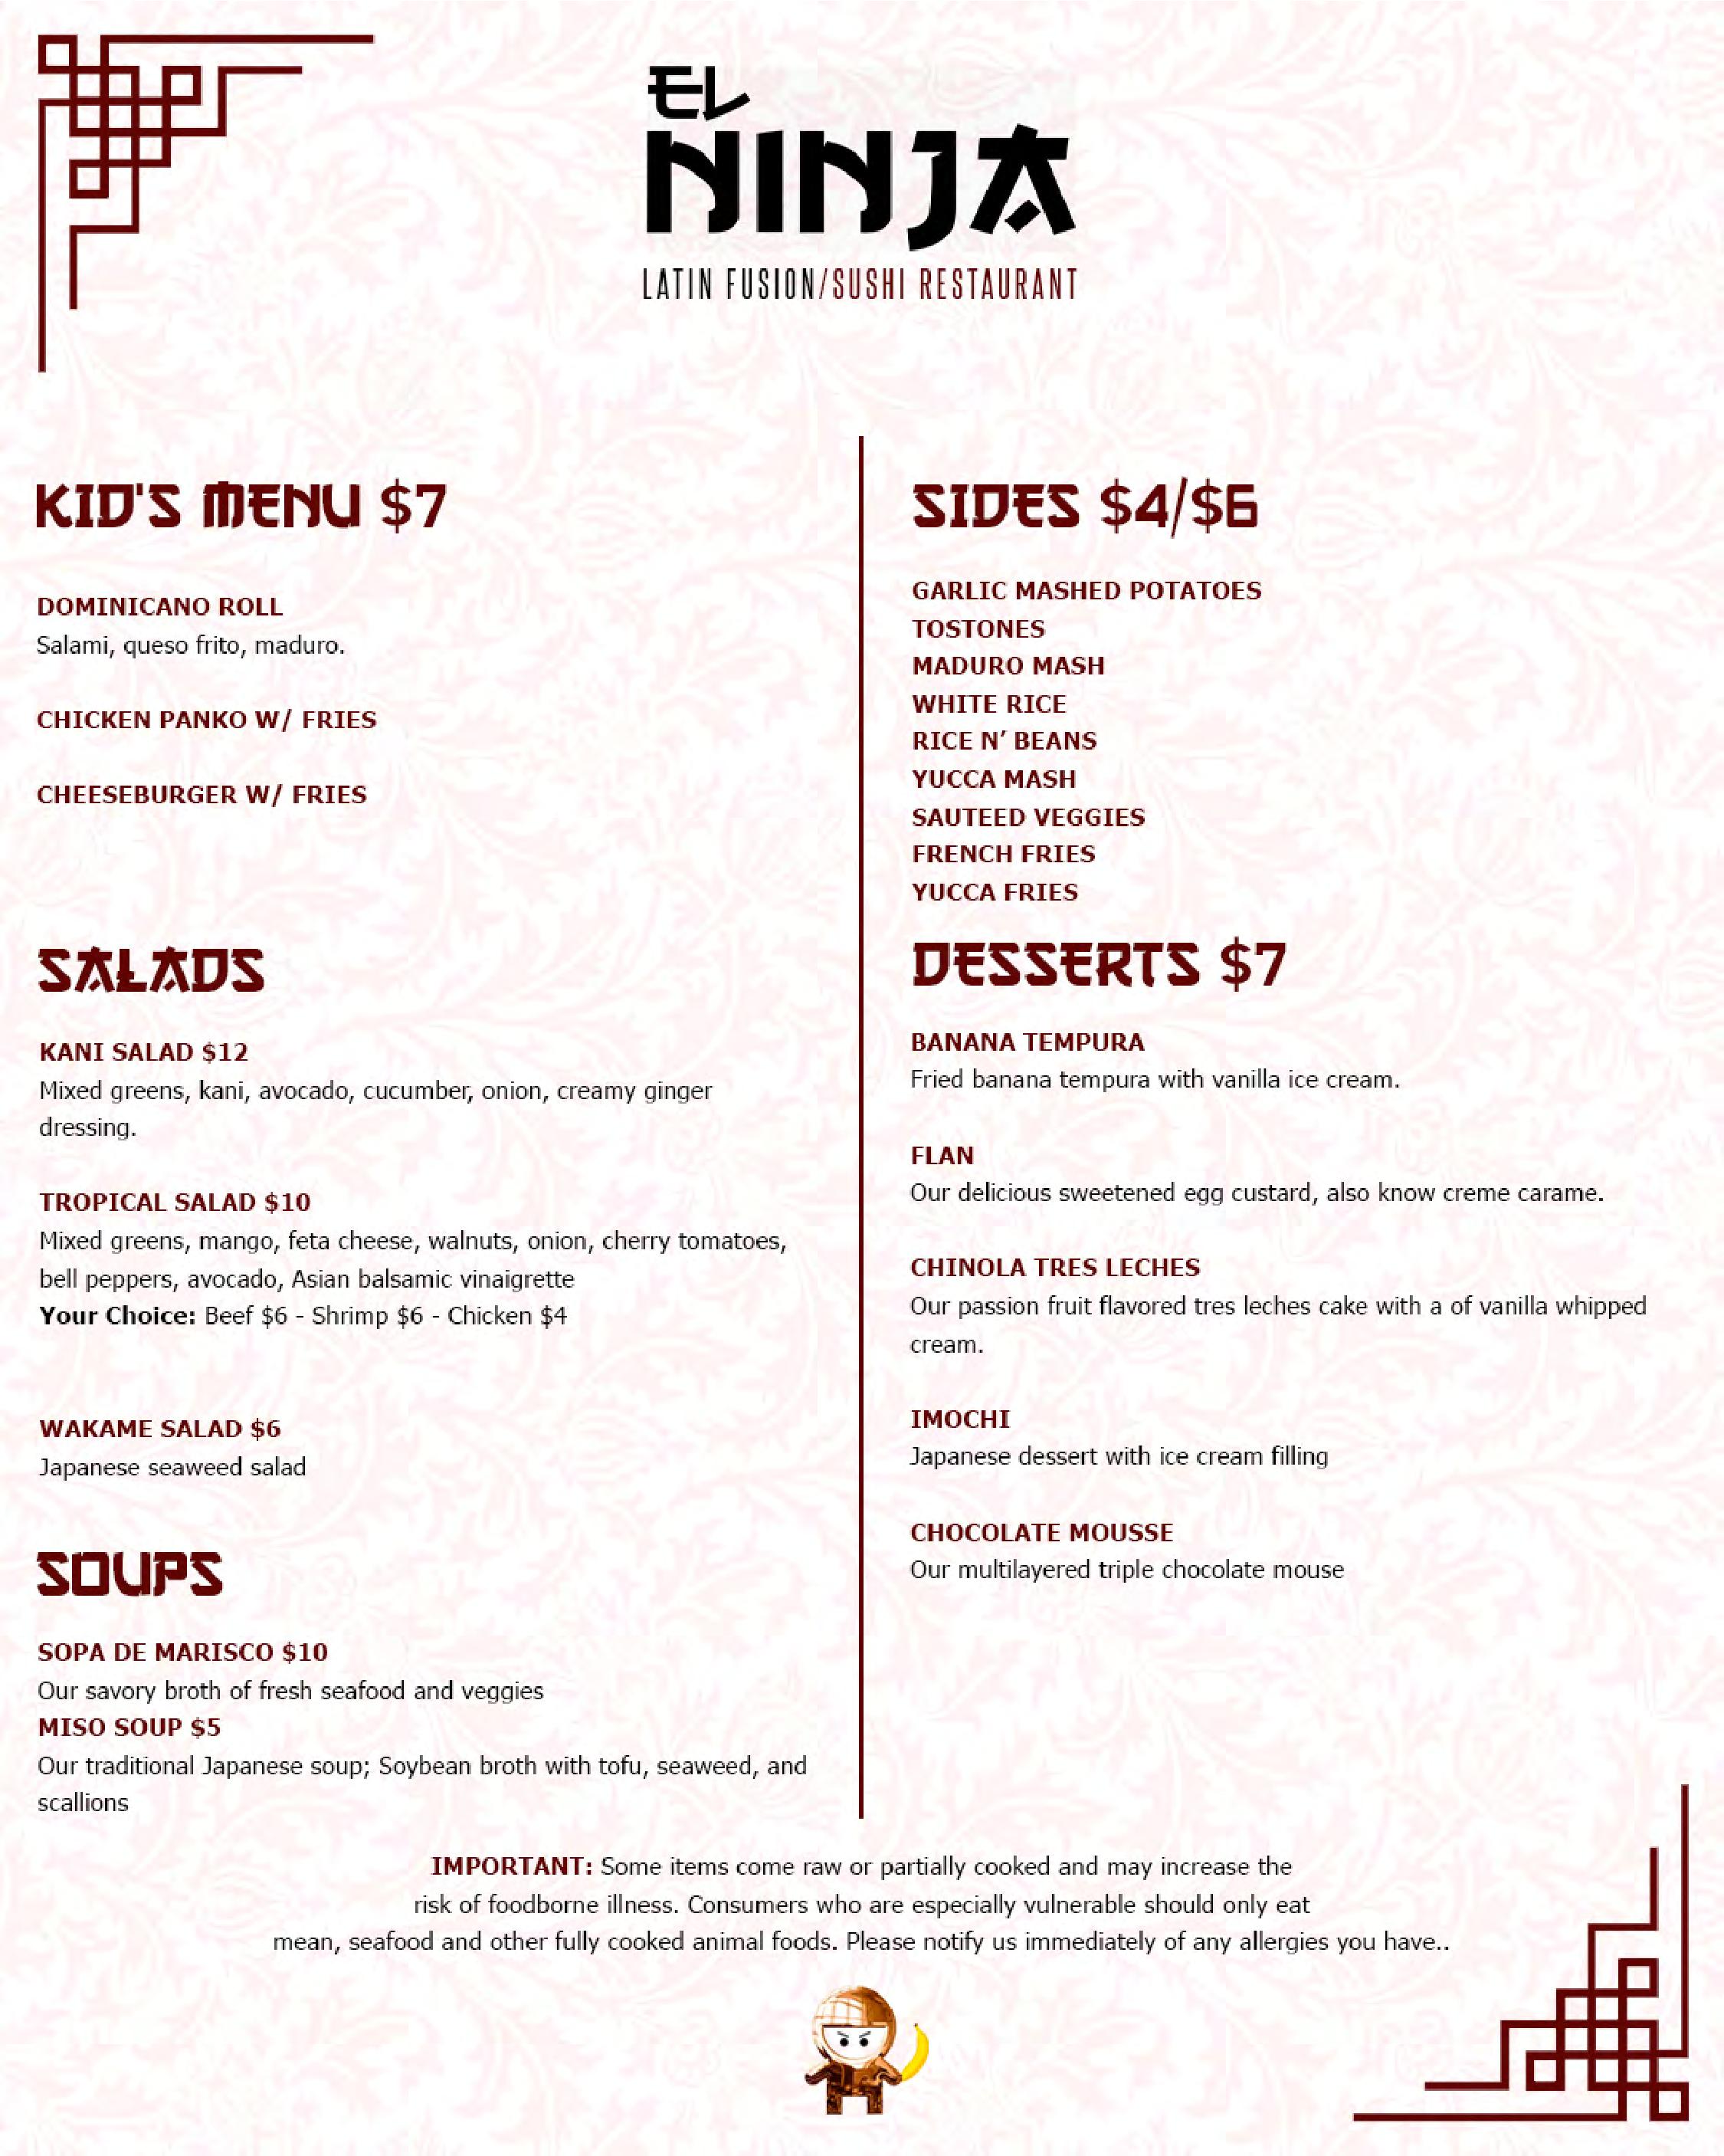 EL
NINJA
LATIN FUSION/SUSHI RESTAURANT
KID'S MENU $7
DOMINICANO ROLL
Salami, queso frito, maduro.
CHICKEN PANKO W/ FRIES
CHEESEBURGER W/ FRIES
SALADS
KANI SALAD $12
Mixed greens, kani, avocado, cucumber, onion, creamy ginger
dressing.
TROPICAL SALAD $10
Mixed greens, mango, feta cheese, walnuts, onion, cherry tomatoes,
bell peppers, avocado, Asian balsamic vinaigrette
Your Choice: Beef $6 - Shrimp $6 - Chicken $4
WAKAME SALAD $6
Japanese seaweed salad
SOUPS
SOPA DE MARISCO $10
Our savory broth of fresh seafood and veggies
MISO SOUP $5
Our traditional Japanese soup; Soybean broth with tofu, seaweed, and
scallions
SIDES $4/$6
GARLIC MASHED POTATOES
TOSTONES
MADURO MASH
WHITE RICE
RICE N’ BEANS
YUCCA MASH
SAUTEED VEGGIES
FRENCH FRIES
YUCCA FRIES
DESSERTS $7
BANANA TEMPURA
Fried banana tempura with vanilla ice cream.
FLAN
Our delicious sweetened egg custard, also know creme carame.
CHINOLA TRES LECHES
Our passion fruit flavored tres leches cake with a of vanilla whipped
cream.
IMOCHI
Japanese dessert with ice cream filling
CHOCOLATE MOUSSE
Our multilayered triple chocolate mouse
IMPORTANT: Some items come raw or partially cooked and may increase the
risk of foodborne illness. Consumers who are especially vulnerable should only eat
mean, seafood and other fully cooked animal foods. Please notify us immediately of any allergies you have..